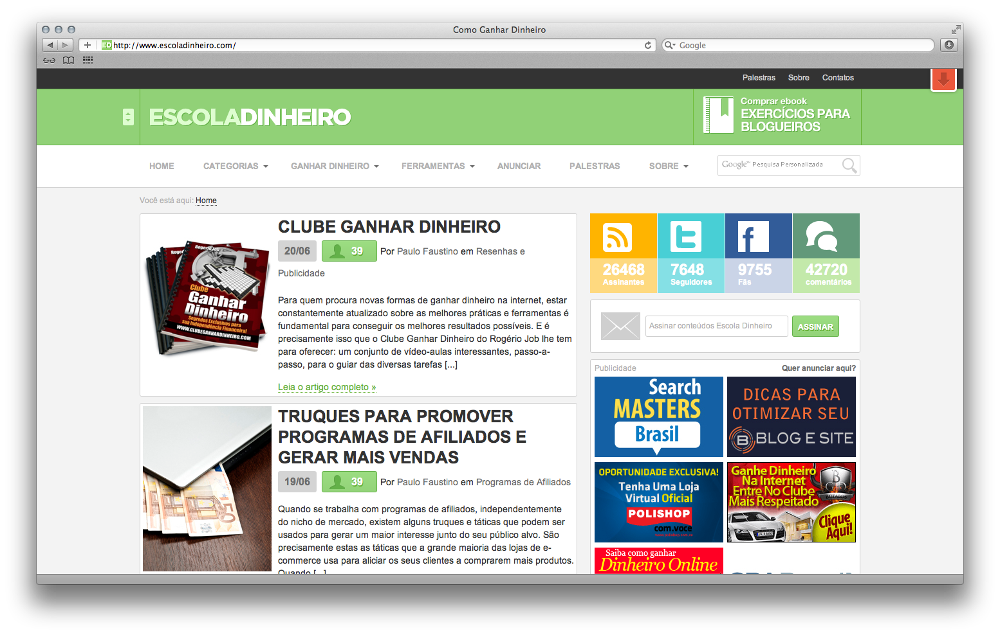 Como Ganhar Dinheiro
ED http://www.escoladinheiro.com/
Google
Palestras Sobre Contatos
ESCOLADINHEIRO
Comprar ebook
EXERCÍCIOS PARA
BLOGUEIROS
HOME CATEGORIAS GANHAR DINHEIRO FERRAMENTAS ANUNCIAR PALESTRAS SOBRE
Google™ Pesquisa Personalizada
Você está aqui: Home
Rogério Job
Clube
Ganhar
Dinheiro
Segredos Exclusivos para
sua Independência Financeira!
WWW.CLUBEGANHARDINHEIRO.COM
CLUBE GANHAR DINHEIRO
20/06 39 Por Paulo Faustino em Resenhas e
Publicidade
Para quem procura novas formas de ganhar dinheiro na internet, estar
constantemente atualizado sobre as melhores práticas e ferramentas é
fundamental para conseguir os melhores resultados possíveis. E é
precisamente isso que o Clube Ganhar Dinheiro do Rogério Job lhe tem
para oferecer: um conjunto de vídeo-aulas interessantes, passo-a-
passo, para o guiar das diversas tarefas [...]
Leia o artigo completo »
50
TRUQUES PARA PROMOVER
PROGRAMAS DE AFILIADOS E
GERAR MAIS VENDAS
19/06 39 Por Paulo Faustino em Programas de Afiliados
Quando se trabalha com programas de afiliados, independentemente
do nicho de mercado, existem alguns truques e táticas que podem ser
usados para gerar um maior interesse junto do seu público alvo. São
precisamente estas as táticas que a grande maioria das lojas de e-
commerce usa para aliciar os seus clientes a comprarem mais produtos.
Quando [...]
26468 7648 9755 42720
Assinantes Seguidores Fãs comentários
Assinar conteúdos Escola Dinheiro ASSINAR
Publicidade Quer anunciar aqui?
Search
MASTERS
Brasil
DICAS PARA
OTIMIZAR SEU
B BLOG E SITE
OPORTUNIDADE EXCLUSIVA!
Tenha Uma Loja
Virtual Oficial
POLISHOP
com.voce
www.polishop.com.vc
Ganhe Dinheiro
Na Internet
Entre No Clube
Mais Respeitado
BÚFALOS
Clique
Aqui!
Saiba como ganhar
Dinheiro Online